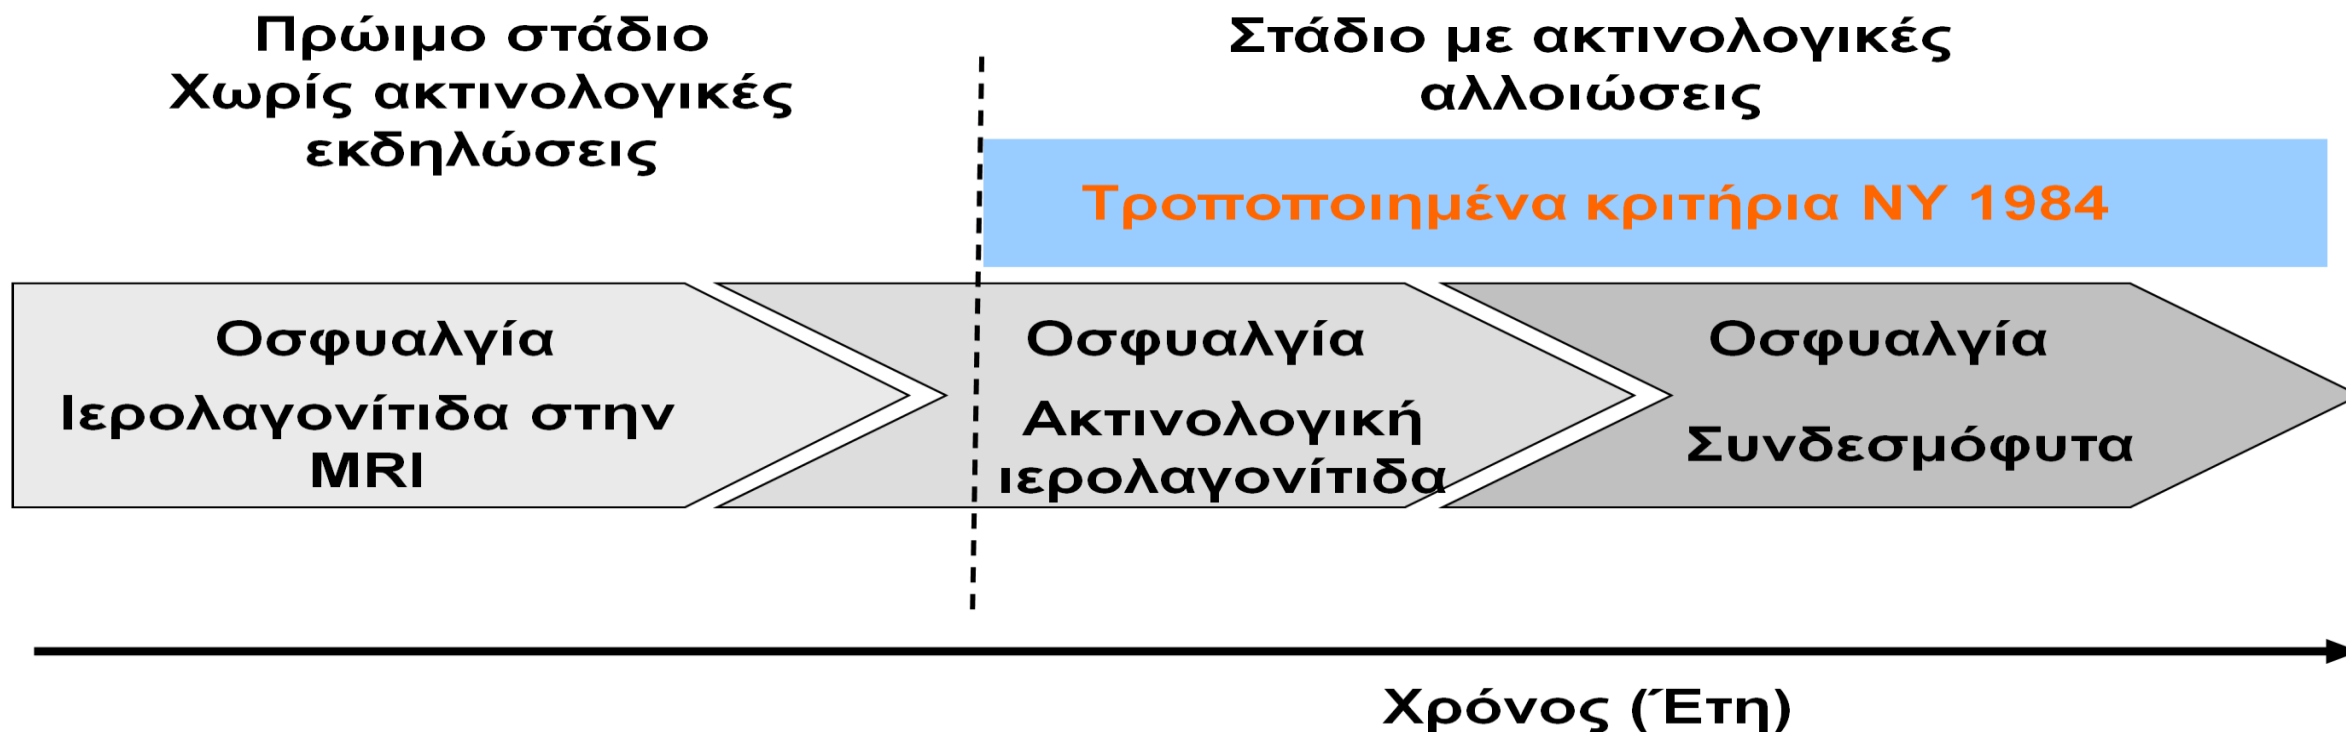 Πρώιμο στάδιο
Χωρίς ακτινολογικές
εκδηλώσεις
Στάδιο με ακτινολογικές
αλλοιώσεις
Τροποποιημένα κριτήρια ΝΥ 1984
Οσφυαλγία
Ιερολαγονίτιδα στην
MRI
Οσφυαλγία
Ακτινολογική
ιερολαγονίτιδα
Οσφυαλγία
Συνδεσμόφυτα
Χρόνος (Έτη)